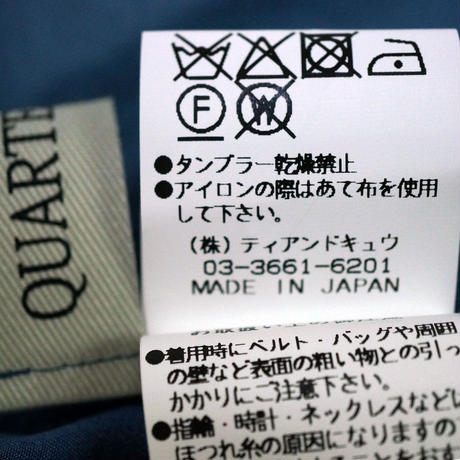 QUARTE
F
W
●タンブラー乾燥禁止
●アイロンの際はあて布を使用
して下さい。
(株) ティアンドキュウ
03-3661-6201
MADE IN JAPAN
●着用時にベルト・バッグや周囲
の壁など表面の粗い物との引っ
かかりにご注意下さい。
●指輪・時計・ネックレスなどに
ほつれ糸の原因になりますので